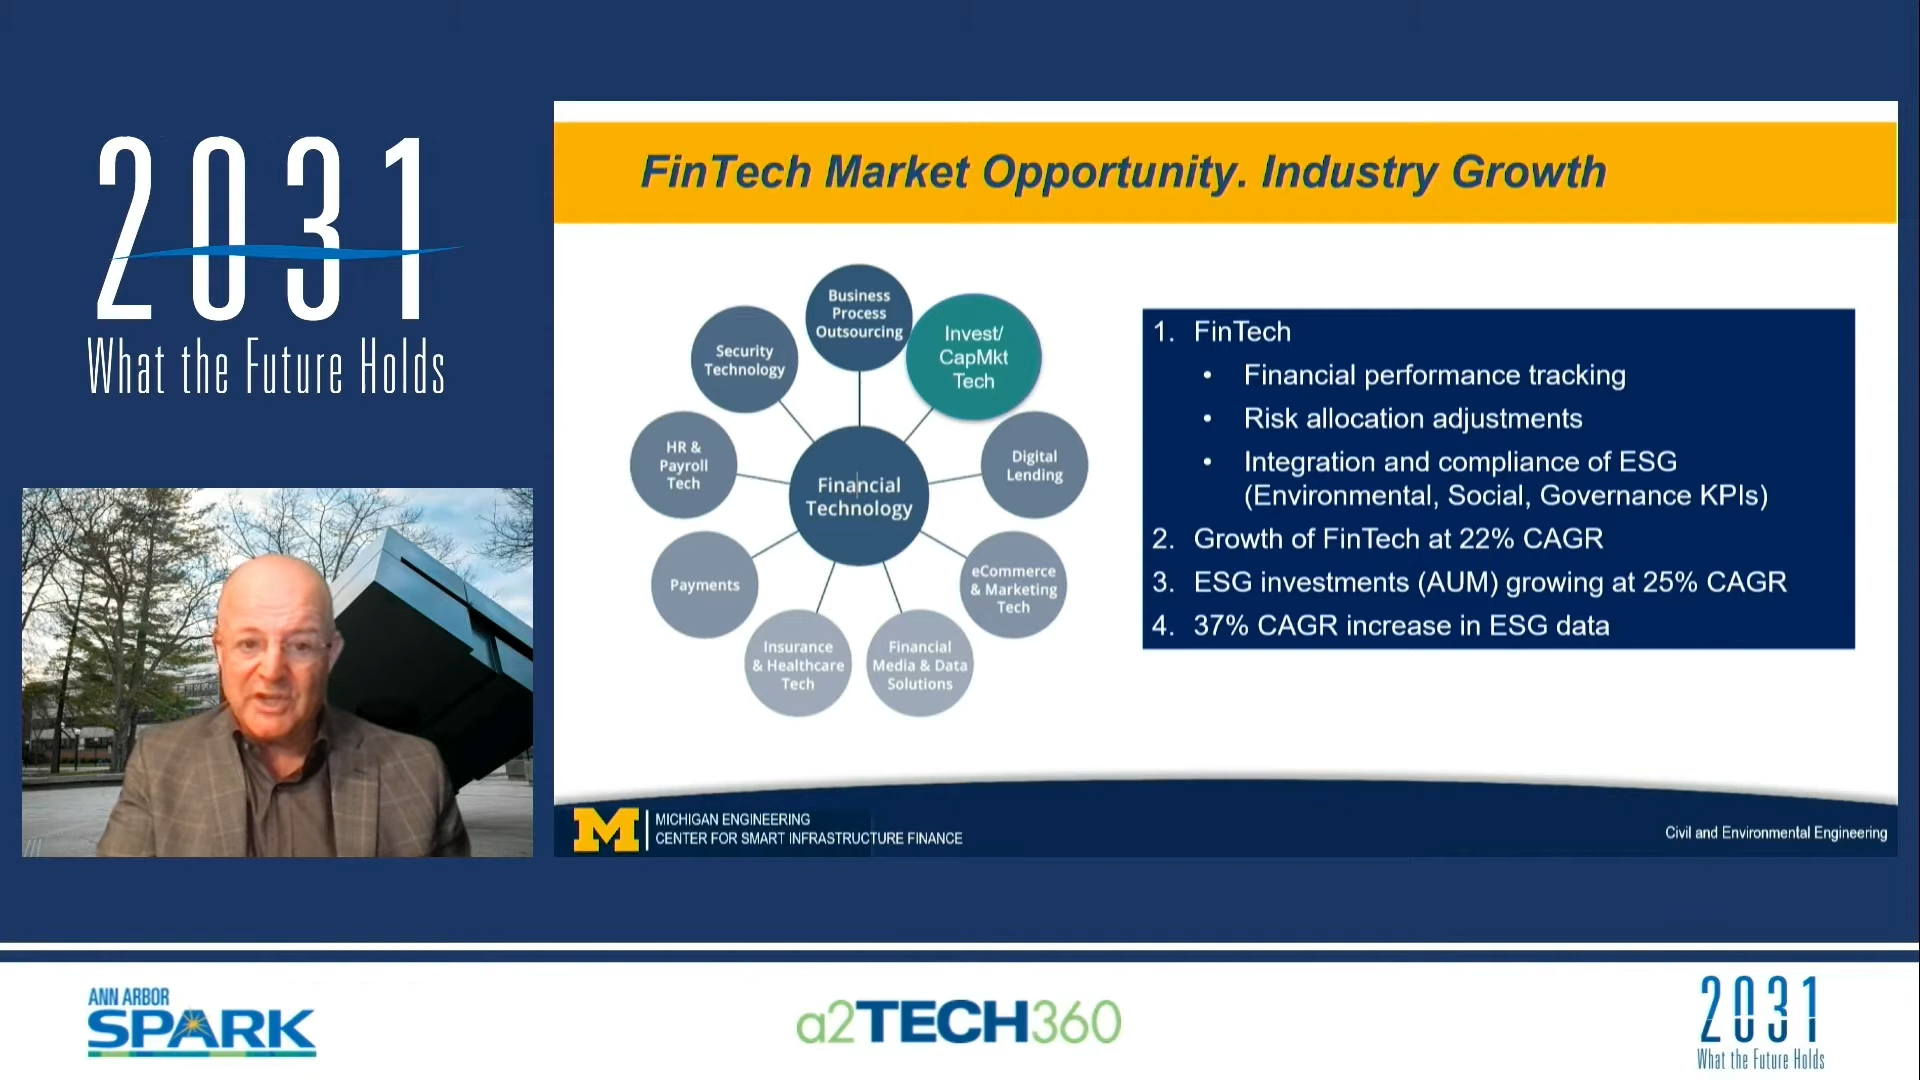 2031
What the Future Holds
FinTech Market Opportunity. Industry Growth
Business
Process
Outsourcing
Invest/
CapMkt
Tech
Security
Technology
HR &
Payroll
Tech
Digital
Lending
Financial
Technology
Payments
eCommerce
& Marketing
Tech
Insurance
& Healthcare
Tech
Financial
Media & Data
Solutions
1. FinTech
• Financial performance tracking
• Risk allocation adjustments
• Integration and compliance of ESG
(Environmental, Social, Governance KPIs)
2. Growth of FinTech at 22% CAGR
3. ESG investments (AUM) growing at 25% CAGR
4. 37% CAGR increase in ESG data
M
MICHIGAN ENGINEERING
CENTER FOR SMART INFRASTRUCTURE FINANCE
Civil and Environmental Engineering
ANN ARBOR
SPARK
a2TECH360
2031
What the Future Holds